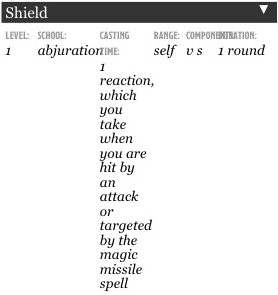 Shield ▼
LEVEL: SCHOOL: CASTING TIME: RANGE: COMPONENTS: DURATION:
1 abjuration self v s 1 round
1
reaction,
which
you
take
when
you are
hit by
an
attack
or
targeted
by the
magic
missile
spell